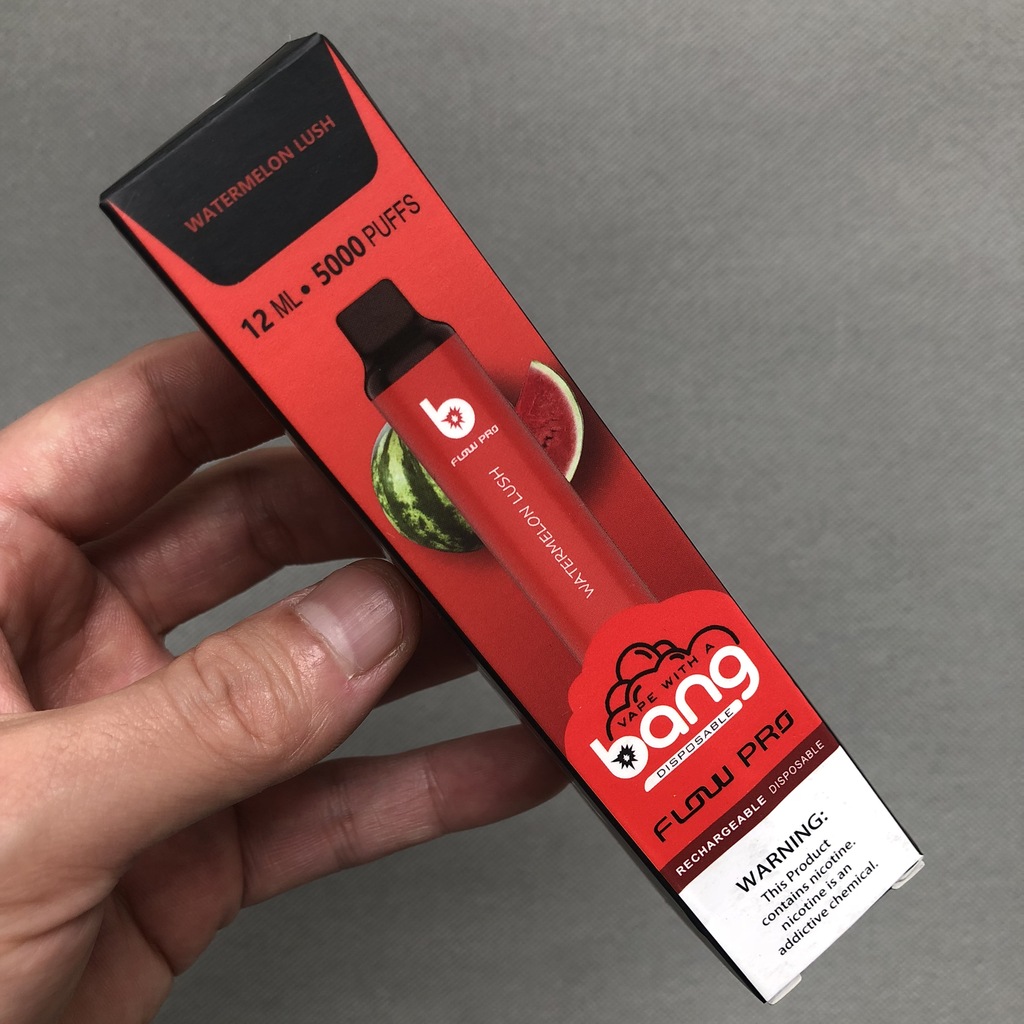 WATERMELON LUSH
12 ML• 5000 PUFFS
b
FLOW PRO
WATERMELON LUSH
VAPE WITH A
bang
DISPOSABLE
FLOW PRO
RECHARGEABLE DISPOSABLE
WARNING:
This Product
contains nicotine.
nicotine is an
addictive chemical.